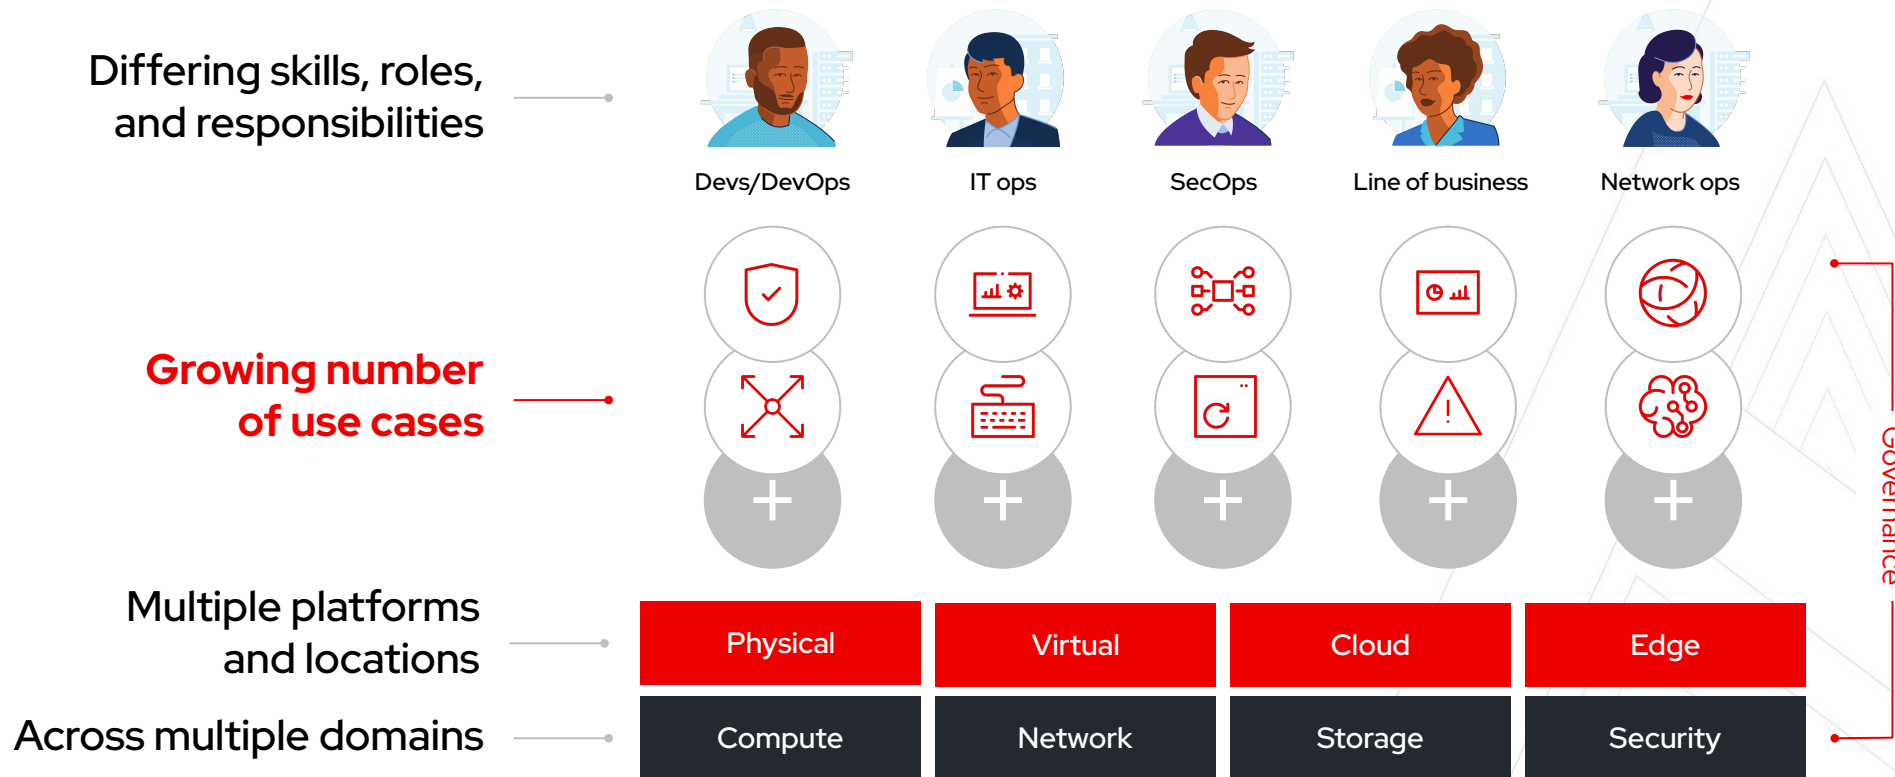 Differing skills, roles,
and responsibilities
Devs/DevOps
IT ops
SecOps
Line of business
Network ops
Growing number
of use cases
Governance
Multiple platforms
and locations
Physical
Virtual
Cloud
Edge
Across multiple domains
Compute
Network
Storage
Security